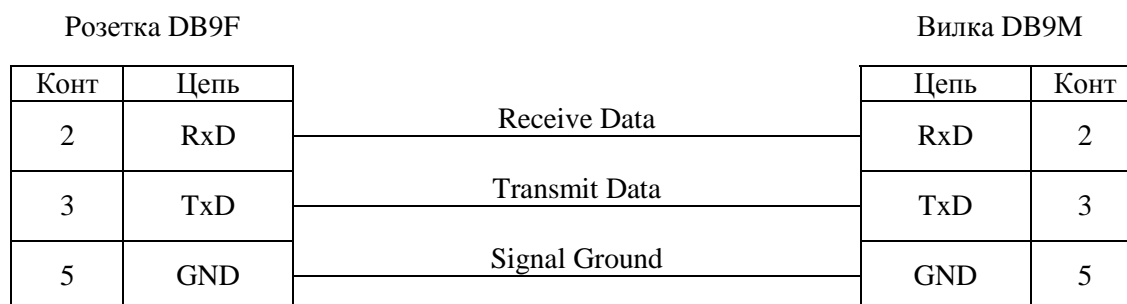 Розетка DB9F Вилка DB9M
Конт Цепь Цепь Конт
2 RxD Receive Data RxD 2
3 TxD Transmit Data TxD 3
5 GND Signal Ground GND 5